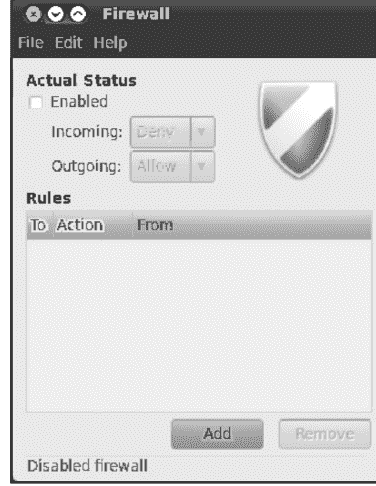 Firewall
File Edit Help
Actual Status
Enabled
Incoming: Deny
Outgoing: Allow
Rules
To Action From
Add Remove
Disabled firewall